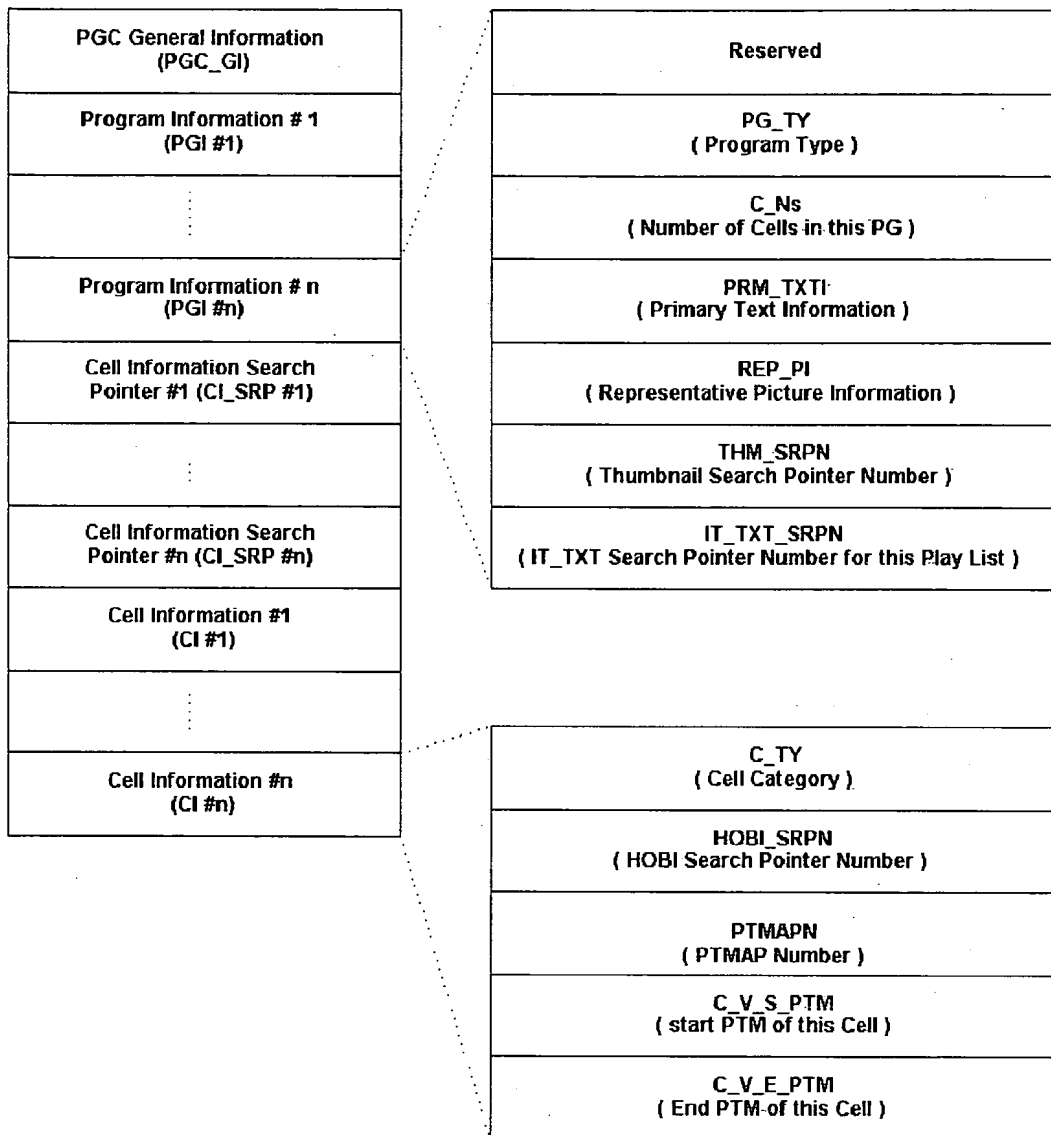 PGC General Information
(PGC_GI)
Program Information # 1
(PGI #1)
Program Information # n
(PGI #n)
Cell Information Search
Pointer #1 (CI_SRP #1)
Cell Information Search
Pointer #n (CI_SRP #n)
Cell Information #1
(CI #1)
Cell Information #n
(CI #n)
Reserved
PG_TY
( Program Type )
C_Ns
( Number of Cells in this PG )
PRM_TXTI
( Primary Text Information )
REP_PI
( Representative Picture Information )
THM_SRPN
( Thumbnail Search Pointer Number )
IT_TXT_SRPN
( IT_TXT Search Pointer Number for this Play List )
C_TY
( Cell Category )
HOBI_SRPN
( HOBI Search Pointer Number )
PTMAPN
( PTMAP Number )
C_V_S_PTM
( start PTM of this Cell )
C_V_E_PTM
( End PTM of this Cell )